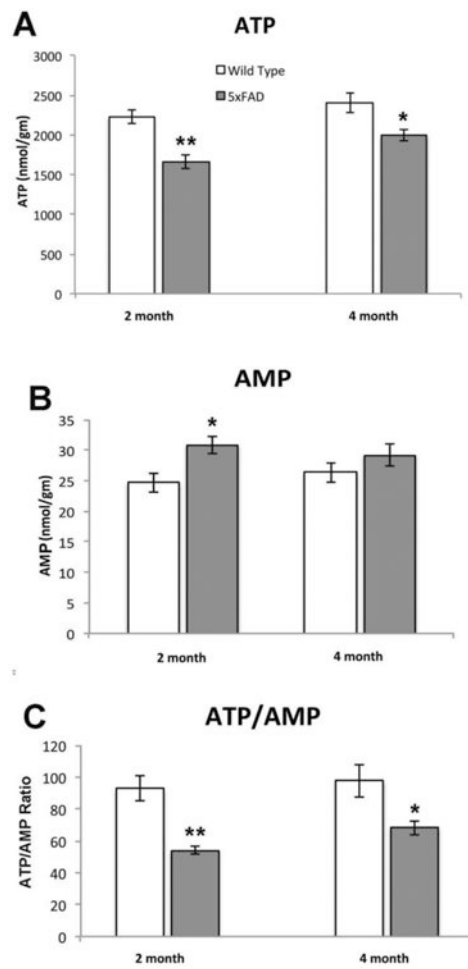 A
ATP
3000
2500
2000
1500
1000
500
0
ATP (nmol/gm)
Wild Type
5xFAD
**
*
2 month
4 month
B
AMP
35
30
25
20
15
10
5
0
AMP (nmol/gm)
*
2 month
4 month
C
ATP/AMP
120
100
80
60
40
20
0
ATP/AMP Ratio
**
*
2 month
4 month